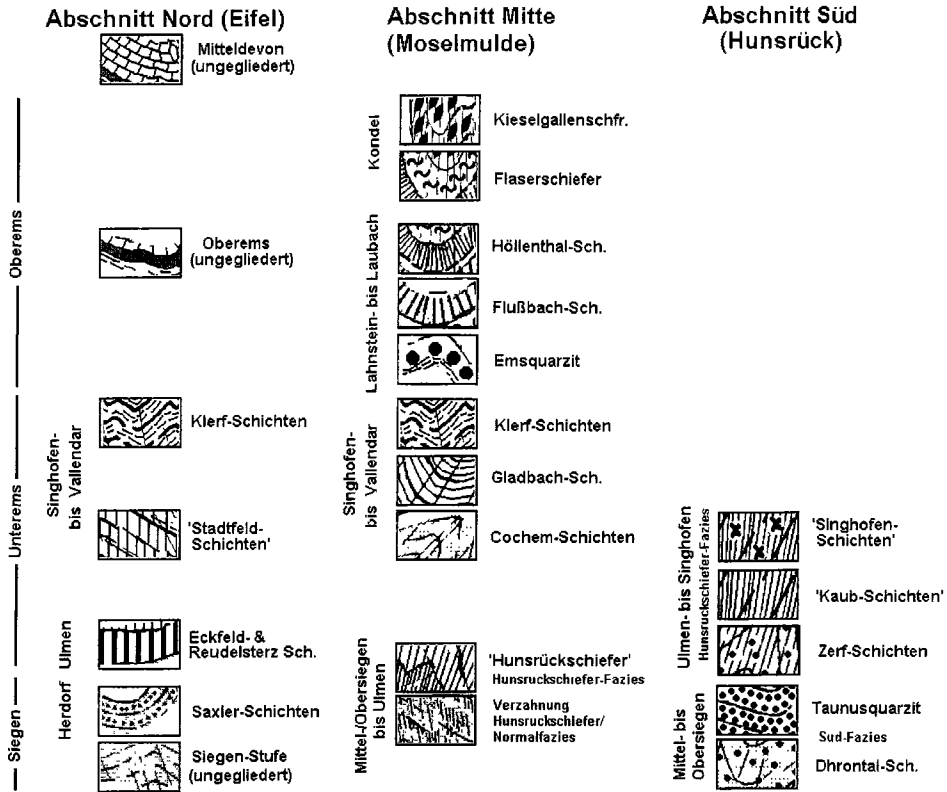 Abschnitt Nord (Eifel)
Mitteldevon
(ungegliedert)
Oberems
(ungegliedert)
Klerf-Schichten
'Stadtfeld-
Schichten'
Eckfeld- &
Reudelsterz Sch.
Saxler-Schichten
Siegen-Stufe
(ungegliedert)
Oberems
Unterems
Siegen
Singhofen-
bis Vallendar
Ulmen
Herdorf
Abschnitt Mitte
(Moselmulde)
Kondel
Kieselgallenschfr.
Flaserschiefer
Lahnstein- bis Laubach
Höllenthal-Sch.
Flußbach-Sch.
Emsquarzit
Singhofen-
bis Vallendar
Klerf-Schichten
Gladbach-Sch.
Cochem-Schichten
Mittel-/Obersiegen
bis Ulmen
'Hunsrückschiefer'
Hunsruckschrefer-Fazies
Verzahnung
Hunsruckschlefer/
Normalfazies
Abschnitt Süd
(Hunsrück)
Ulmen- bis Singhofen
Hunsruckschiefer-Fazies
'Singhofen-
Schichten'
'Kaub-Schichten'
Zerf-Schichten
Mittel- bis
Obersiegen
Taunusquarzit
Sud-Fazies
Dhrontal-Sch.